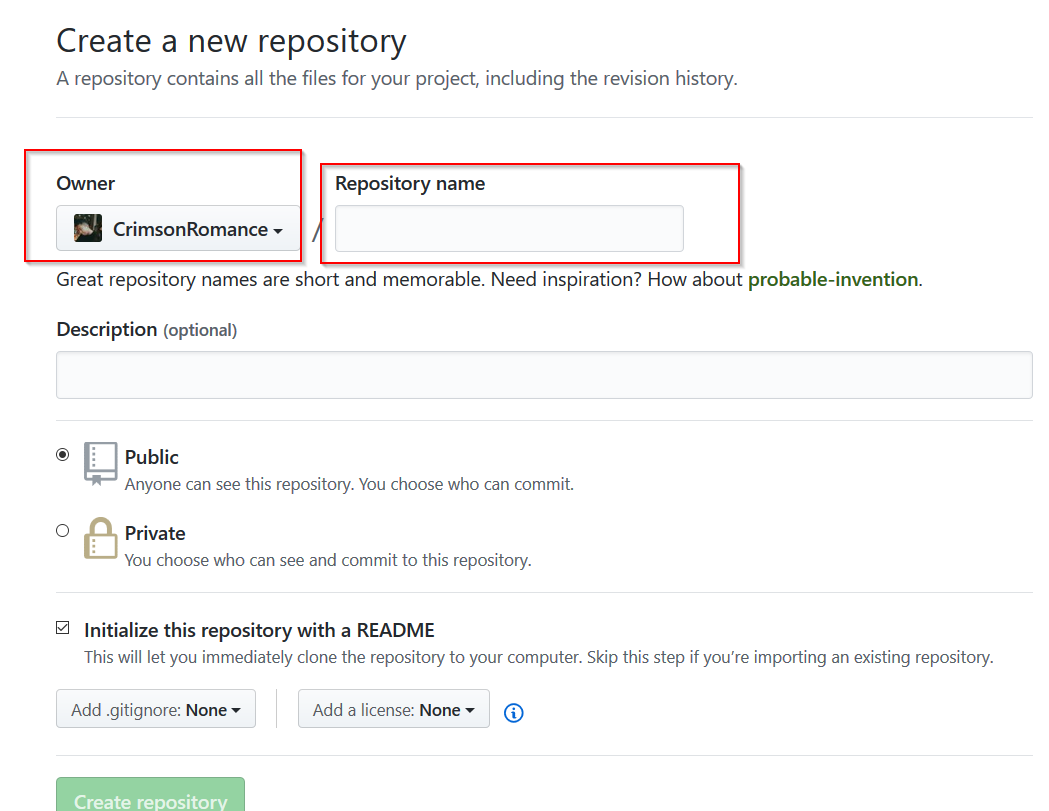 Create a new repository
A repository contains all the files for your project, including the revision history.
Owner
Repository name
CrimsonRomance
/
Great repository names are short and memorable. Need inspiration? How about probable-invention.
Description (optional)
Public
Anyone can see this repository. You choose who can commit.
Private
You choose who can see and commit to this repository.
Initialize this repository with a README
This will let you immediately clone the repository to your computer. Skip this step if you’re importing an existing repository.
Add .gitignore: None
Add a license: None
Create repository